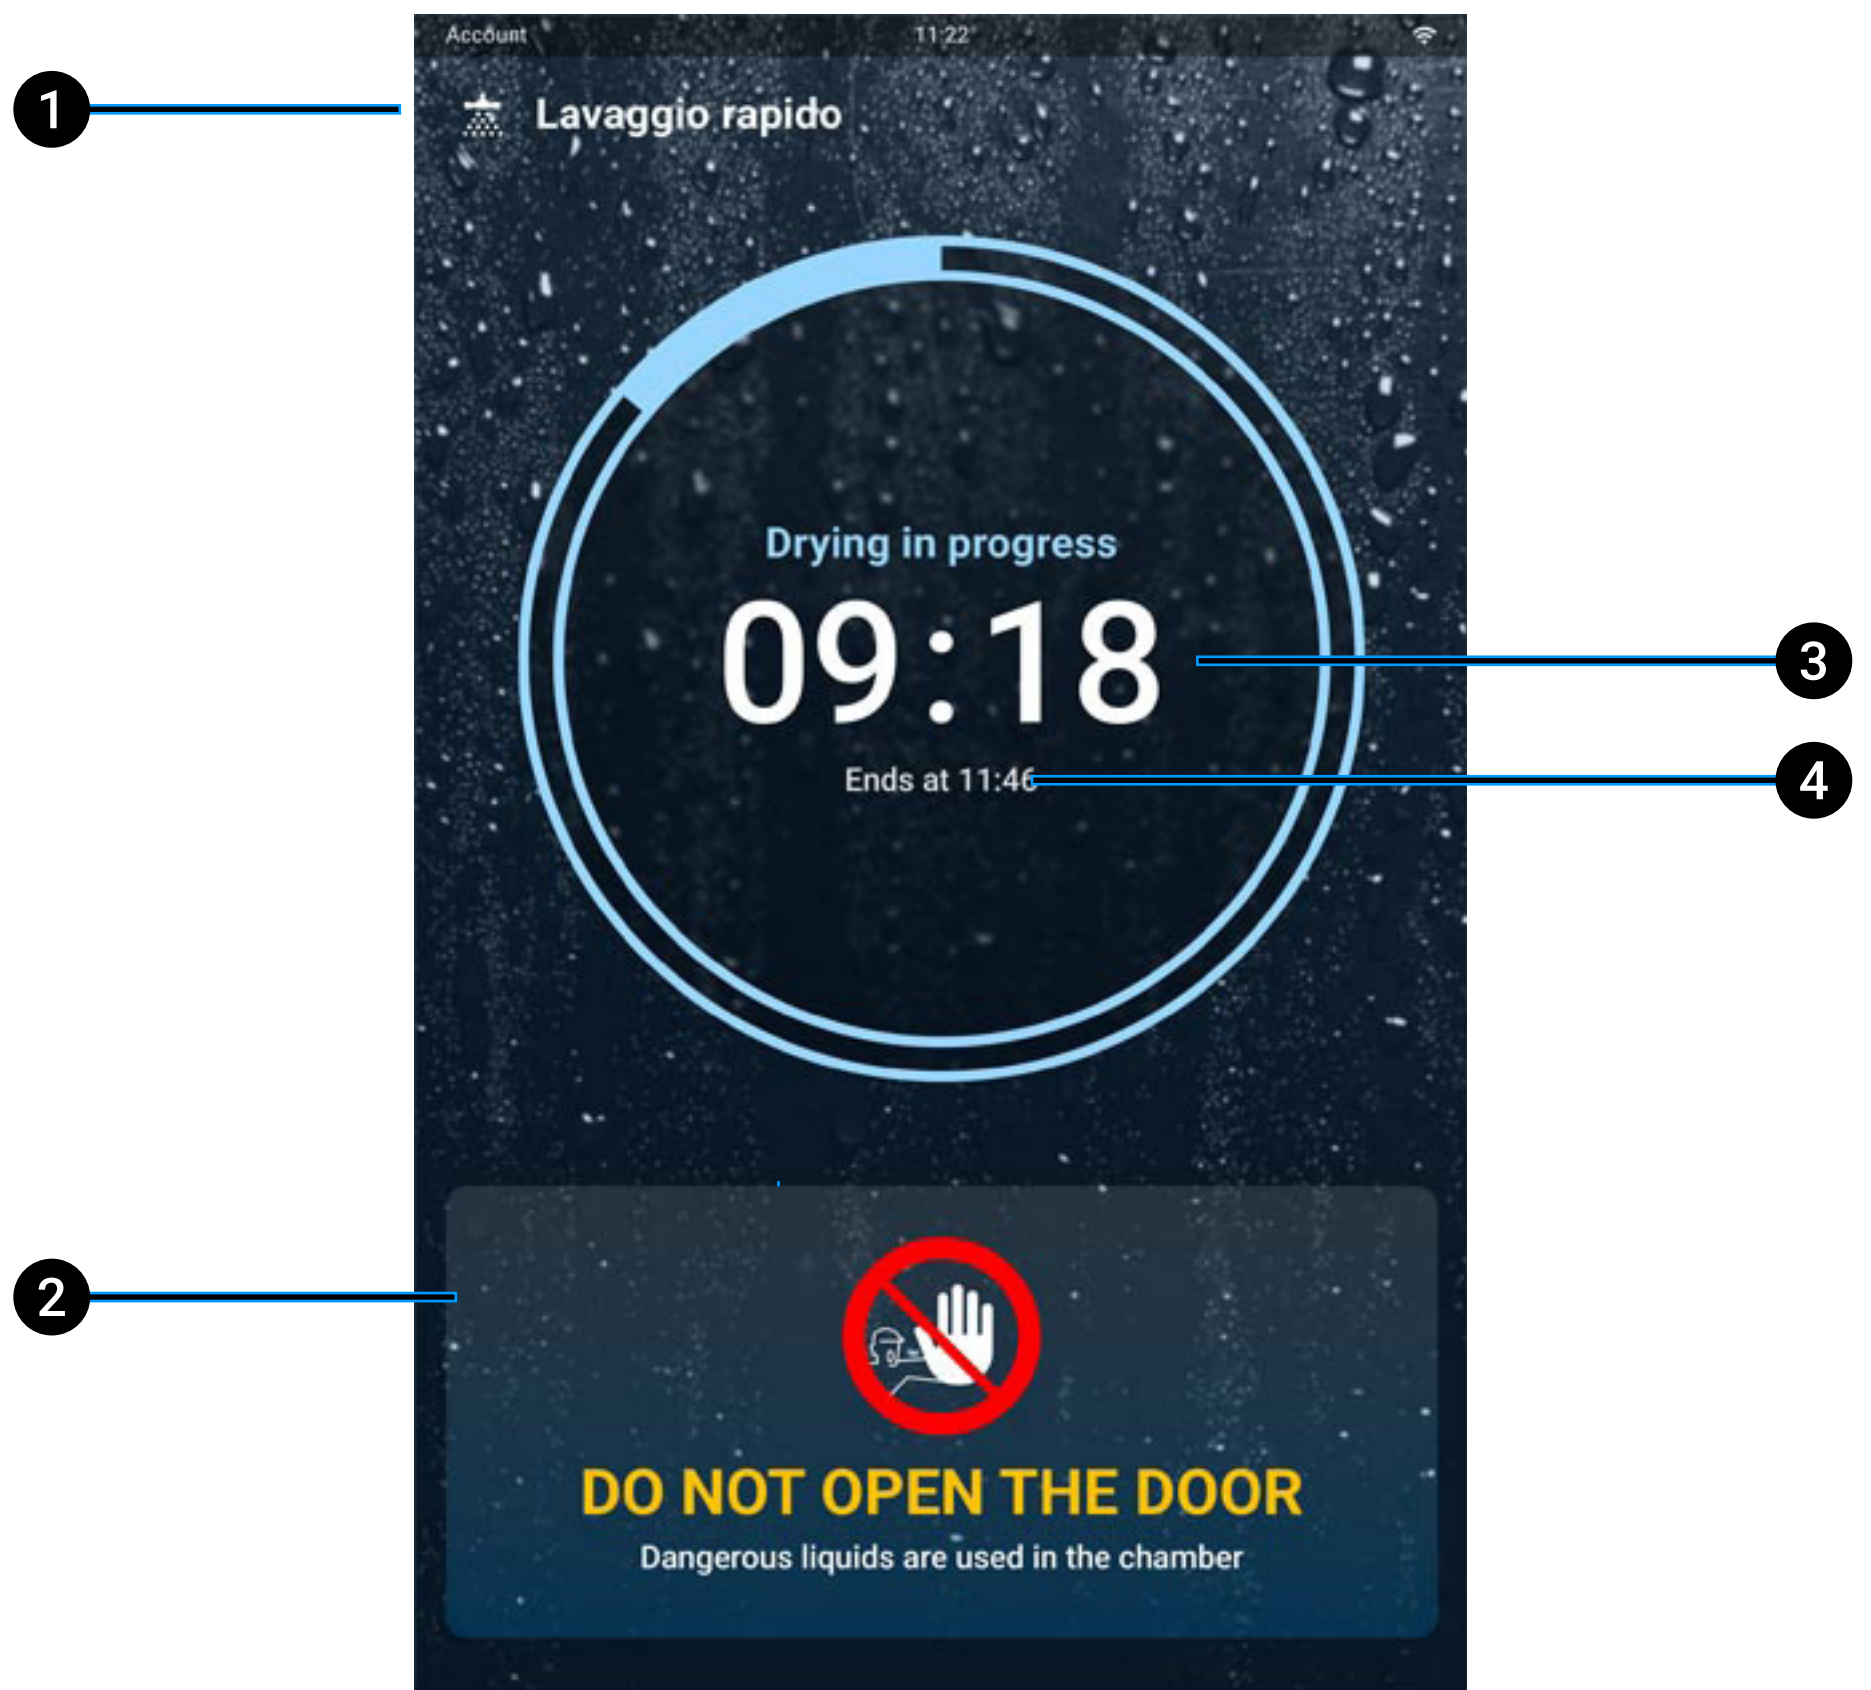 Account 11:22
1
Lavaggio rapido
Drying in progress
09:18
3
Ends at 11:46
4
2
DO NOT OPEN THE DOOR
Dangerous liquids are used in the chamber